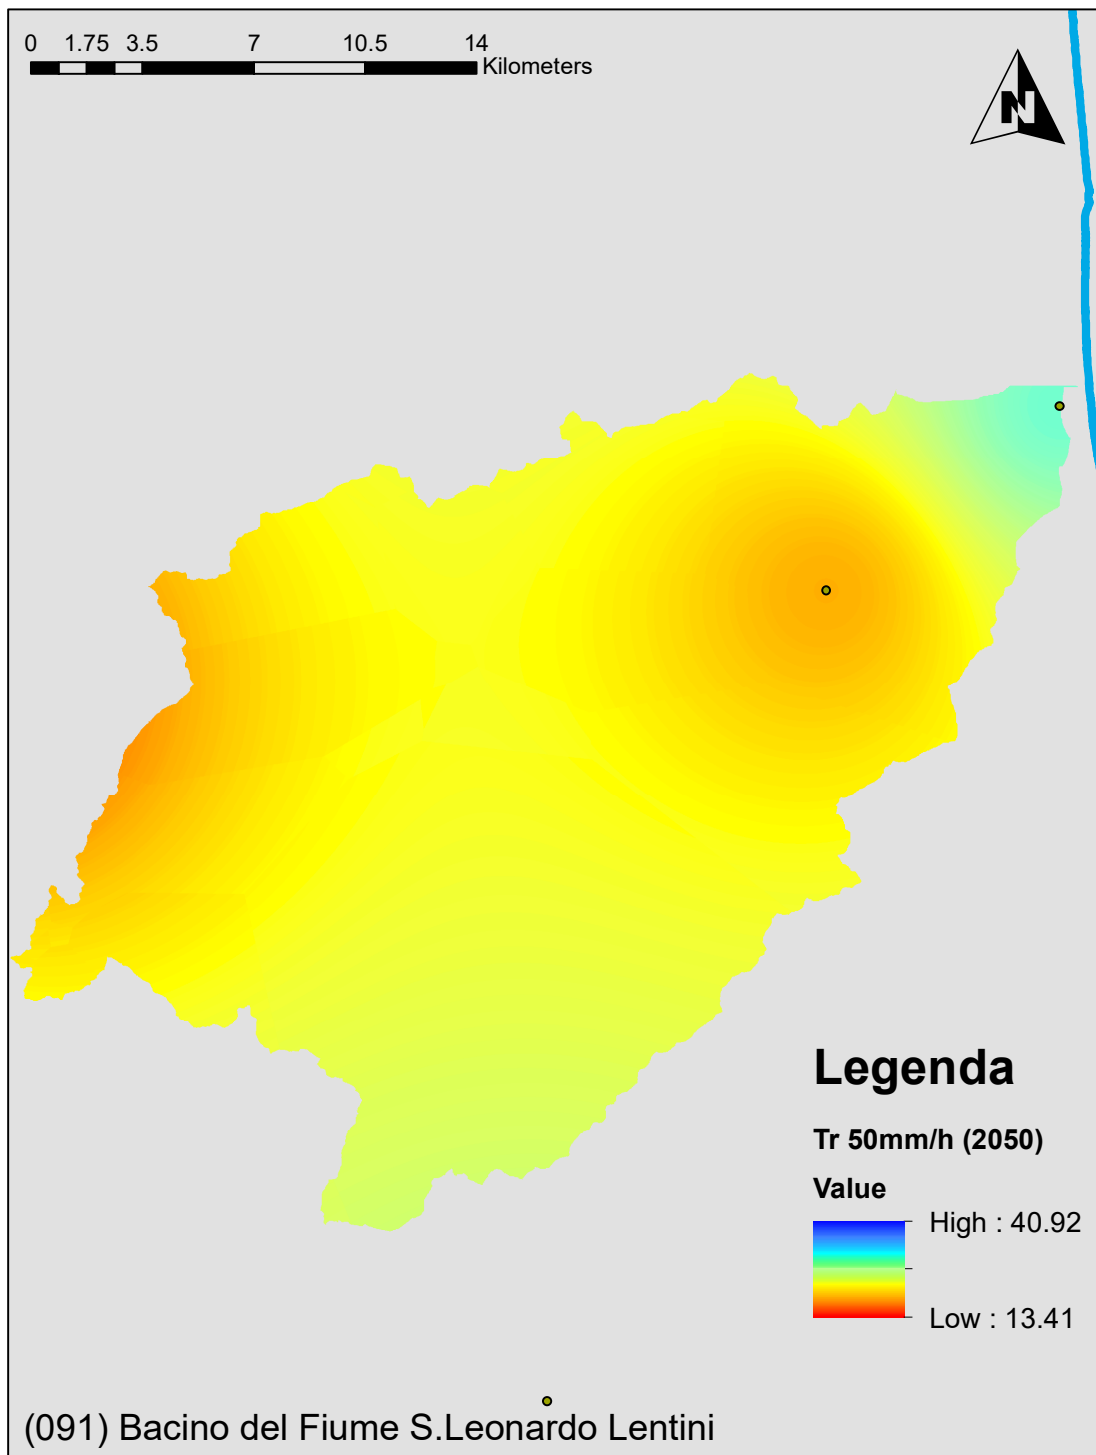 0 1.75 3.5 7 10.5 14
Kilometers
N
Legenda
Tr 50mm/h (2050)
Value
High : 40.92
Low : 13.41
(091) Bacino del Fiume S.Leonardo Lentini